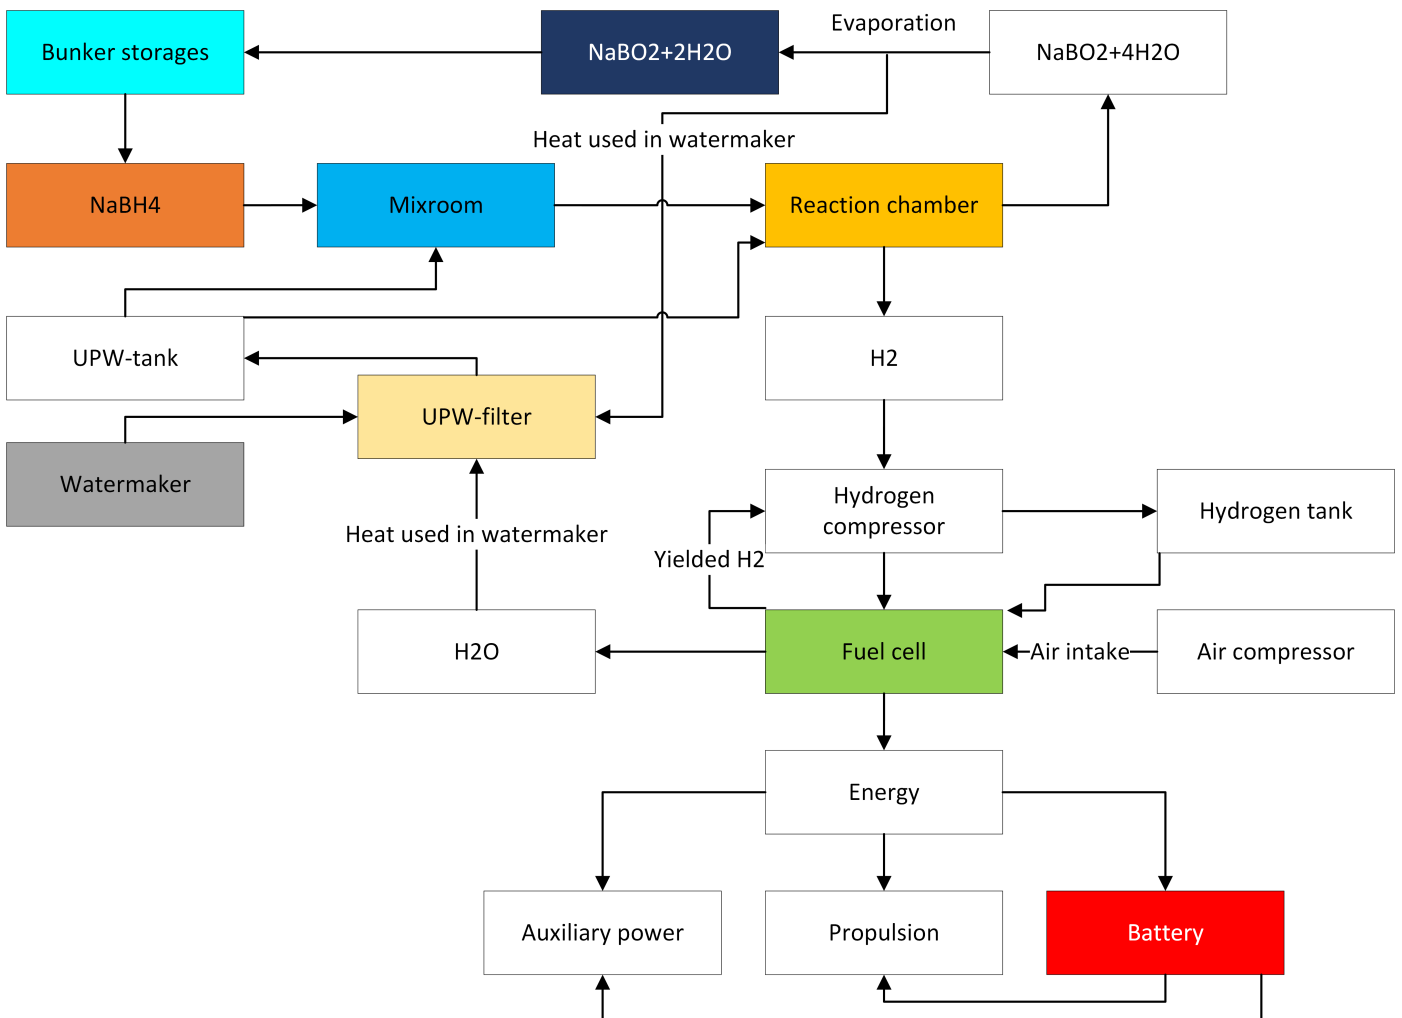 Evaporation
Bunker storages
NaBO2+2H2O
NaBO2+4H2O
Heat used in watermaker
NaBH4
Mixroom
Reaction chamber
UPW-tank
H2
UPW-filter
Watermaker
Hydrogen
compressor
Hydrogen tank
Heat used in watermaker
Yielded H2
H2O
Fuel cell
Air intake
Air compressor
Energy
Auxiliary power
Propulsion
Battery